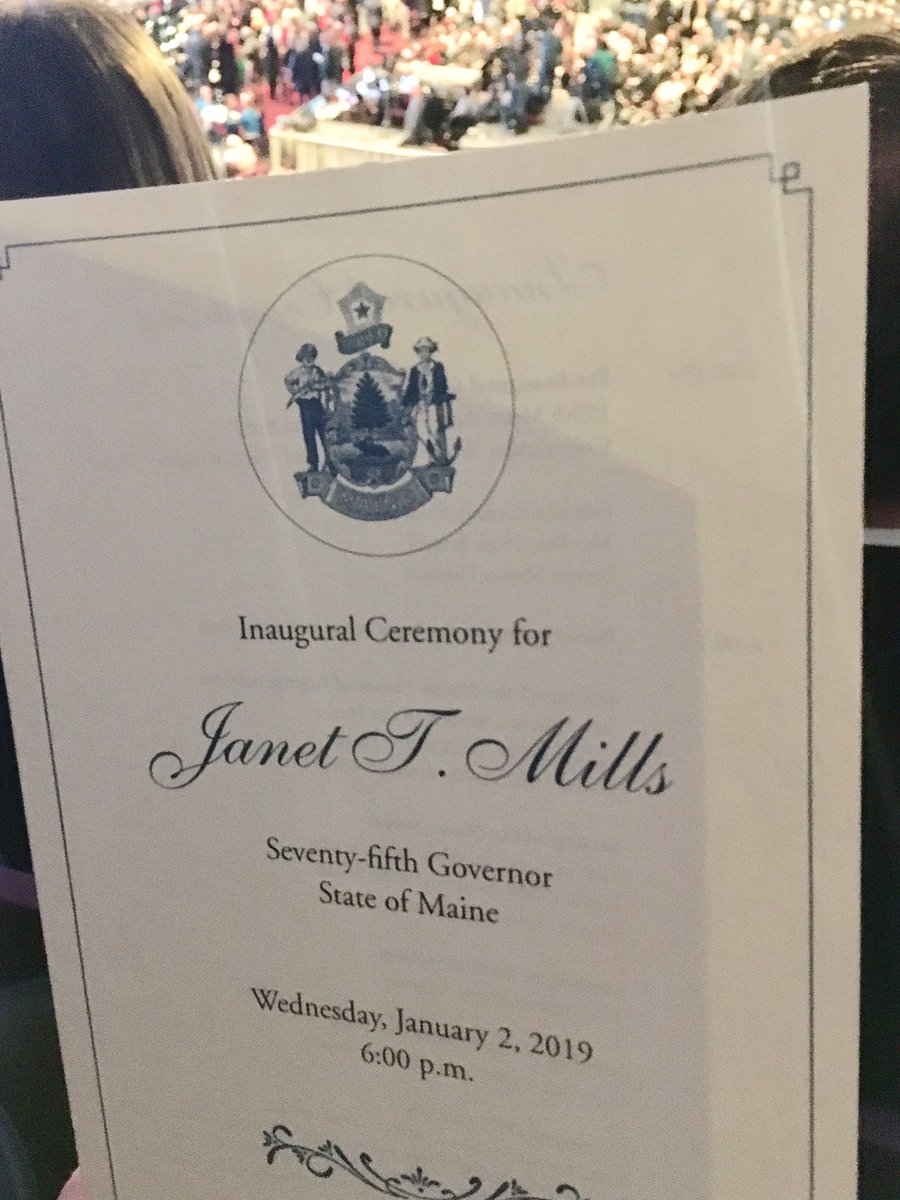 Inaugural Ceremony for
Janet T. Mills
Seventy-fifth Governor
State of Maine
Wednesday, January 2, 2019
6:00 p.m.